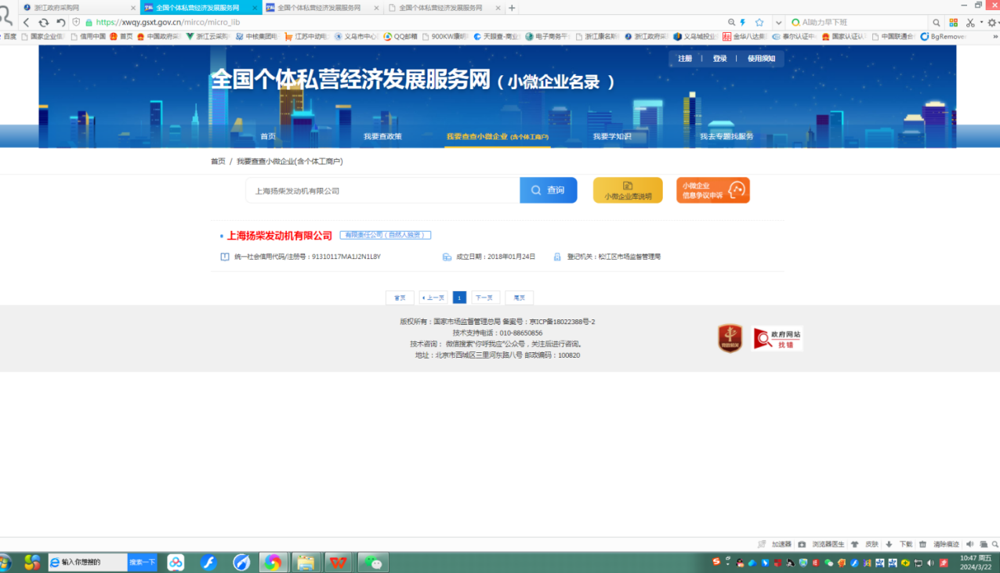 浙江政府采购网
全国个体私营经济发展服务网
全国个体私营经济发展服务网
全国个体私营经济发展服务网
https://xwqy.gsxt.gov.cn/mirco/micro_lib
AI助力早下班
百度
国家企业信
信用中国
首页
中国政府采
浙江云采购
中核集团电
江苏中动电
义乌市中心
QQ邮箱
900KW康明
天眼查-商业
电子商务平
浙江康名斯
浙江政府采
义乌城投业
金华八达集
泰尔认证中
国家认证认
中国联通合
BgRemove
»
注册 | 登录 | 使用须知
全国个体私营经济发展服务网（小微企业名录 ）
首页
我要查政策
我要查查小微企业 (含个体工商户)
我要学知识
我去专题找服务
首页 / 我要查查小微企业(含个体工商户)
上海扬柴发动机有限公司
查询
小微企业库说明
小微企业
信息争议申诉
上海扬柴发动机有限公司
有限责任公司（自然人独资）
统一社会信用代码/注册号：91310117MA1J2N1L8Y
成立日期：2018年01月24日
登记机关：松江区市场监督管理局
首页
上一页
1
下一页
尾页
版权所有：国家市场监督管理总局 备案号：京ICP备18022388号-2
技术支持电话：010-88650856
技术咨询： 微信搜索“你呼我应”公众号，关注后进行咨询。
地址：北京市西城区三里河东路八号 邮政编码：100820
政府网站
找错
加速器
浏览器医生
皮肤
下载
清除痕迹
输入你想搜的
搜索一下
10:47 周五
2024/3/22